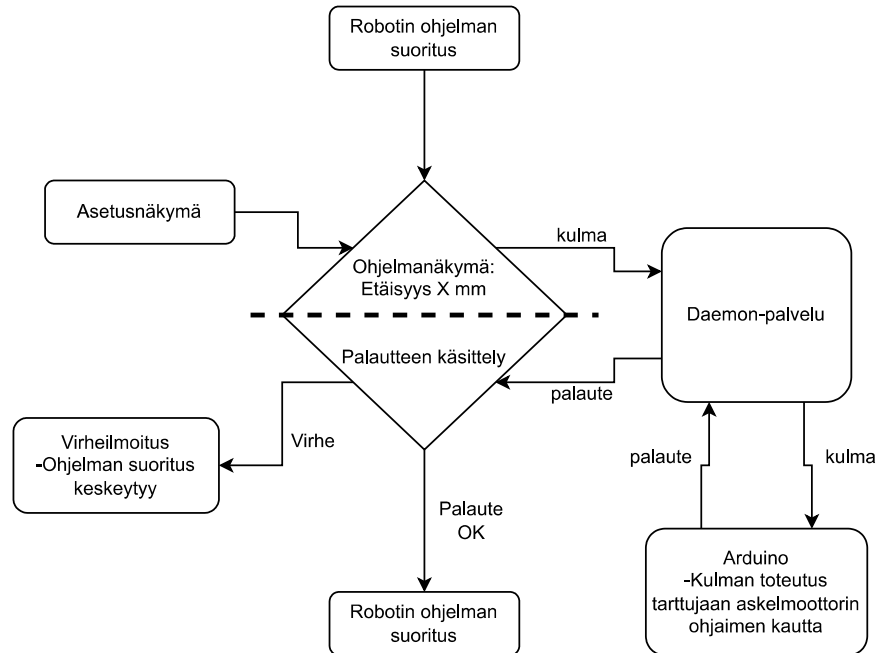 Robotin ohjelman
suoritus
Asetusnäkymä
kulma
Ohjelmanäkymä:
Etäisyys X mm
Daemon-palvelu
Palautteen käsittely
palaute
Virheilmoitus
-Ohjelman suoritus
keskeytyy
Virhe
palaute
kulma
Palaute
OK
Arduino
-Kulman toteutus
tarttujaan askelmoottorin
ohjaimen kautta
Robotin ohjelman
suoritus